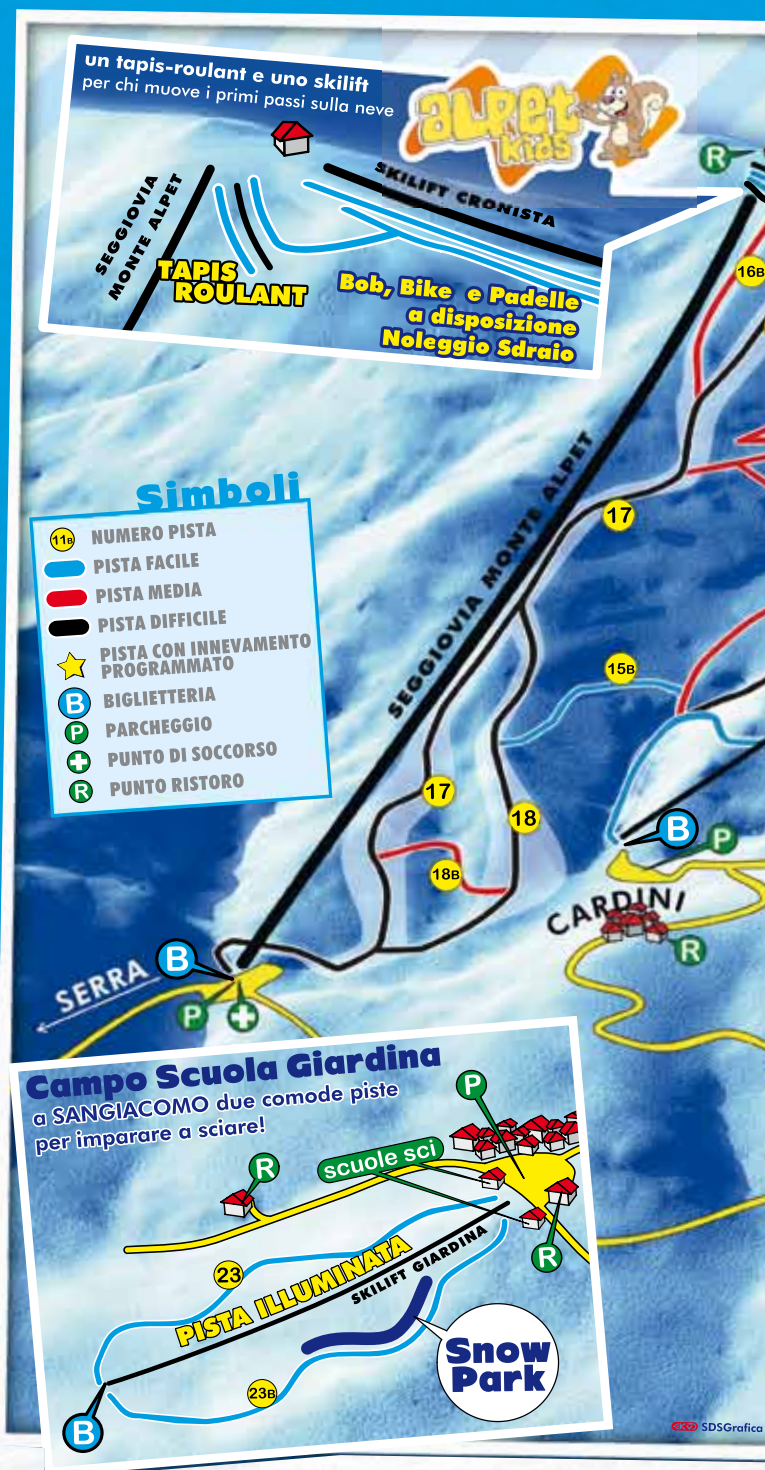 un tapis-roulant e uno skilift
per chi muove i primi passi sulla neve
alpet
kids
R
SEGGIOVIA
MONTE ALPET
SKILIFT CRONISTA
TAPIS
ROULANT
Bob, Bike e Padelle
a disposizione
Noleggio Sdraio
16B
Simboli
11B NUMERO PISTA
PISTA FACILE
PISTA MEDIA
PISTA DIFFICILE
PISTA CON INNEVAMENTO
PROGRAMMATO
B BIGLIETTERIA
P PARCHEGGIO
PUNTO DI SOCCORSO
R PUNTO RISTORO
SEGGIOVIA MONTE ALPET
17
15B
17
18
18B
B
P
CARDINI
R
B
SERRA
P
Campo Scuola Giardina
a SANGIACOMO due comode piste
per imparare a sciare!
P
scuole sci
R
R
23
PISTA ILLUMINATA
SKILIFT GIARDINA
Snow
Park
23B
B
SDSGrafica